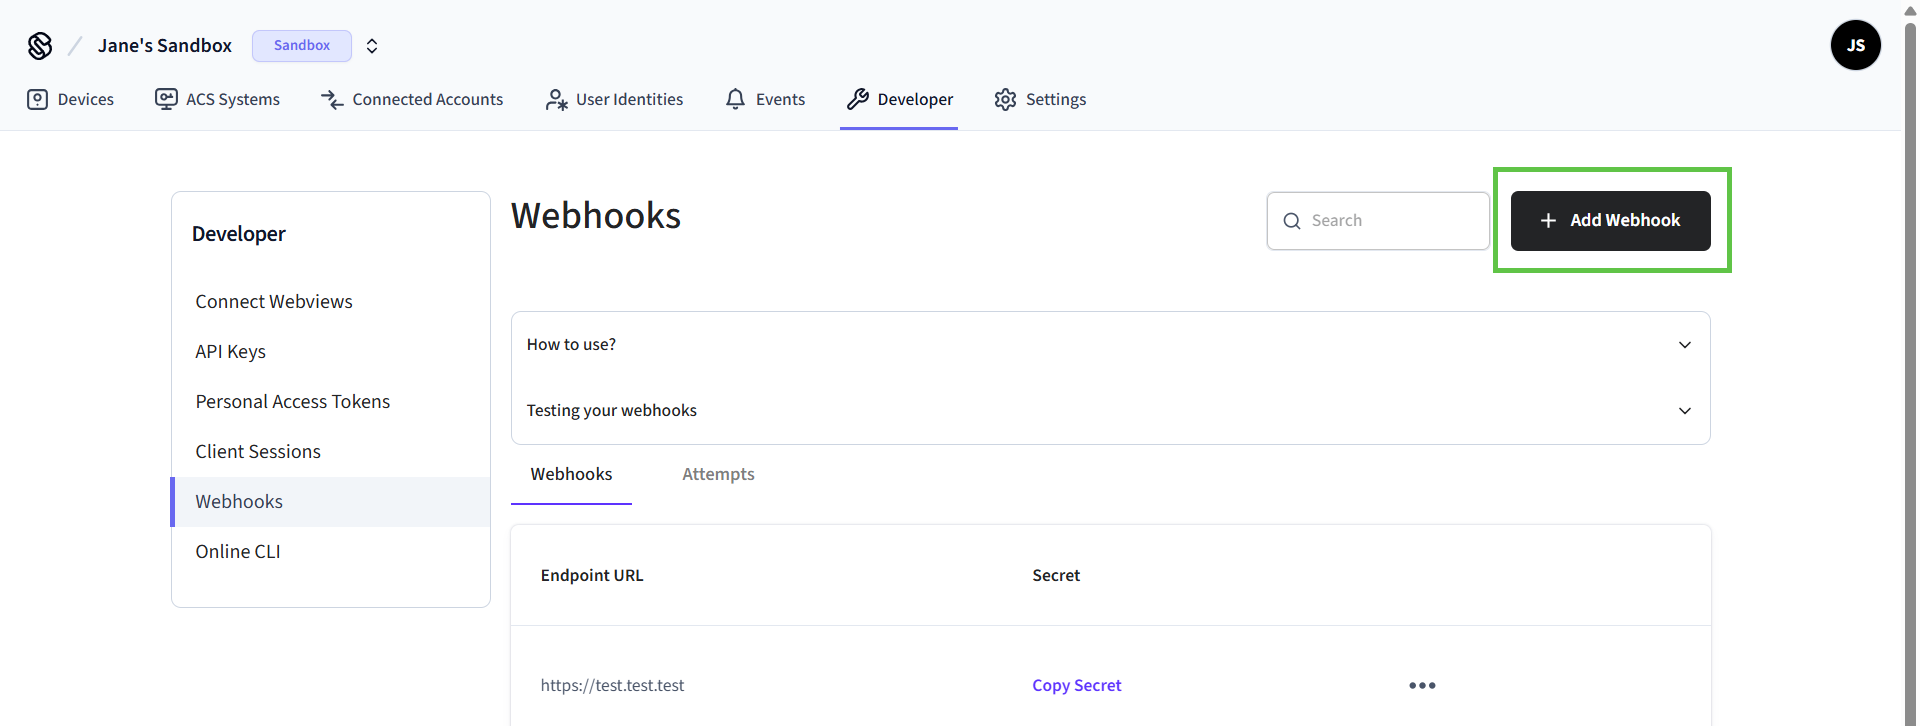 Jane's Sandbox Sandbox
JS
Devices ACS Systems Connected Accounts User Identities Events Developer Settings
Developer
Connect Webviews
API Keys
Personal Access Tokens
Client Sessions
Webhooks
Online CLI
Webhooks
Search
+ Add Webhook
How to use?
Testing your webhooks
Webhooks Attempts
Endpoint URL Secret
https://test.test.test Copy Secret •••